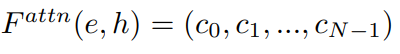 F^{attn}(e, h) = (c_0, c_1, ..., c_{N-1})